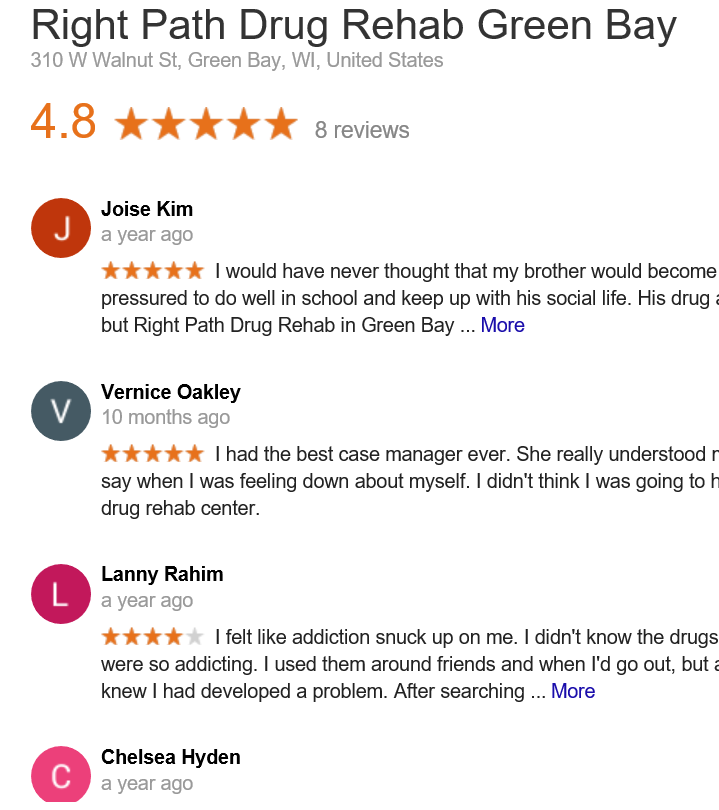 Right Path Drug Rehab Green Bay
310 W Walnut St, Green Bay, WI, United States
4.8 8 reviews
J
Joise Kim
a year ago
I would have never thought that my brother would become
pressured to do well in school and keep up with his social life. His drug
but Right Path Drug Rehab in Green Bay ... More
V
Vernice Oakley
10 months ago
I had the best case manager ever. She really understood
say when I was feeling down about myself. I didn't think I was going to
drug rehab center.
L
Lanny Rahim
a year ago
I felt like addiction snuck up on me. I didn't know the drugs
were so addicting. I used them around friends and when I'd go out, but
knew I had developed a problem. After searching ... More
C
Chelsea Hyden
a year ago